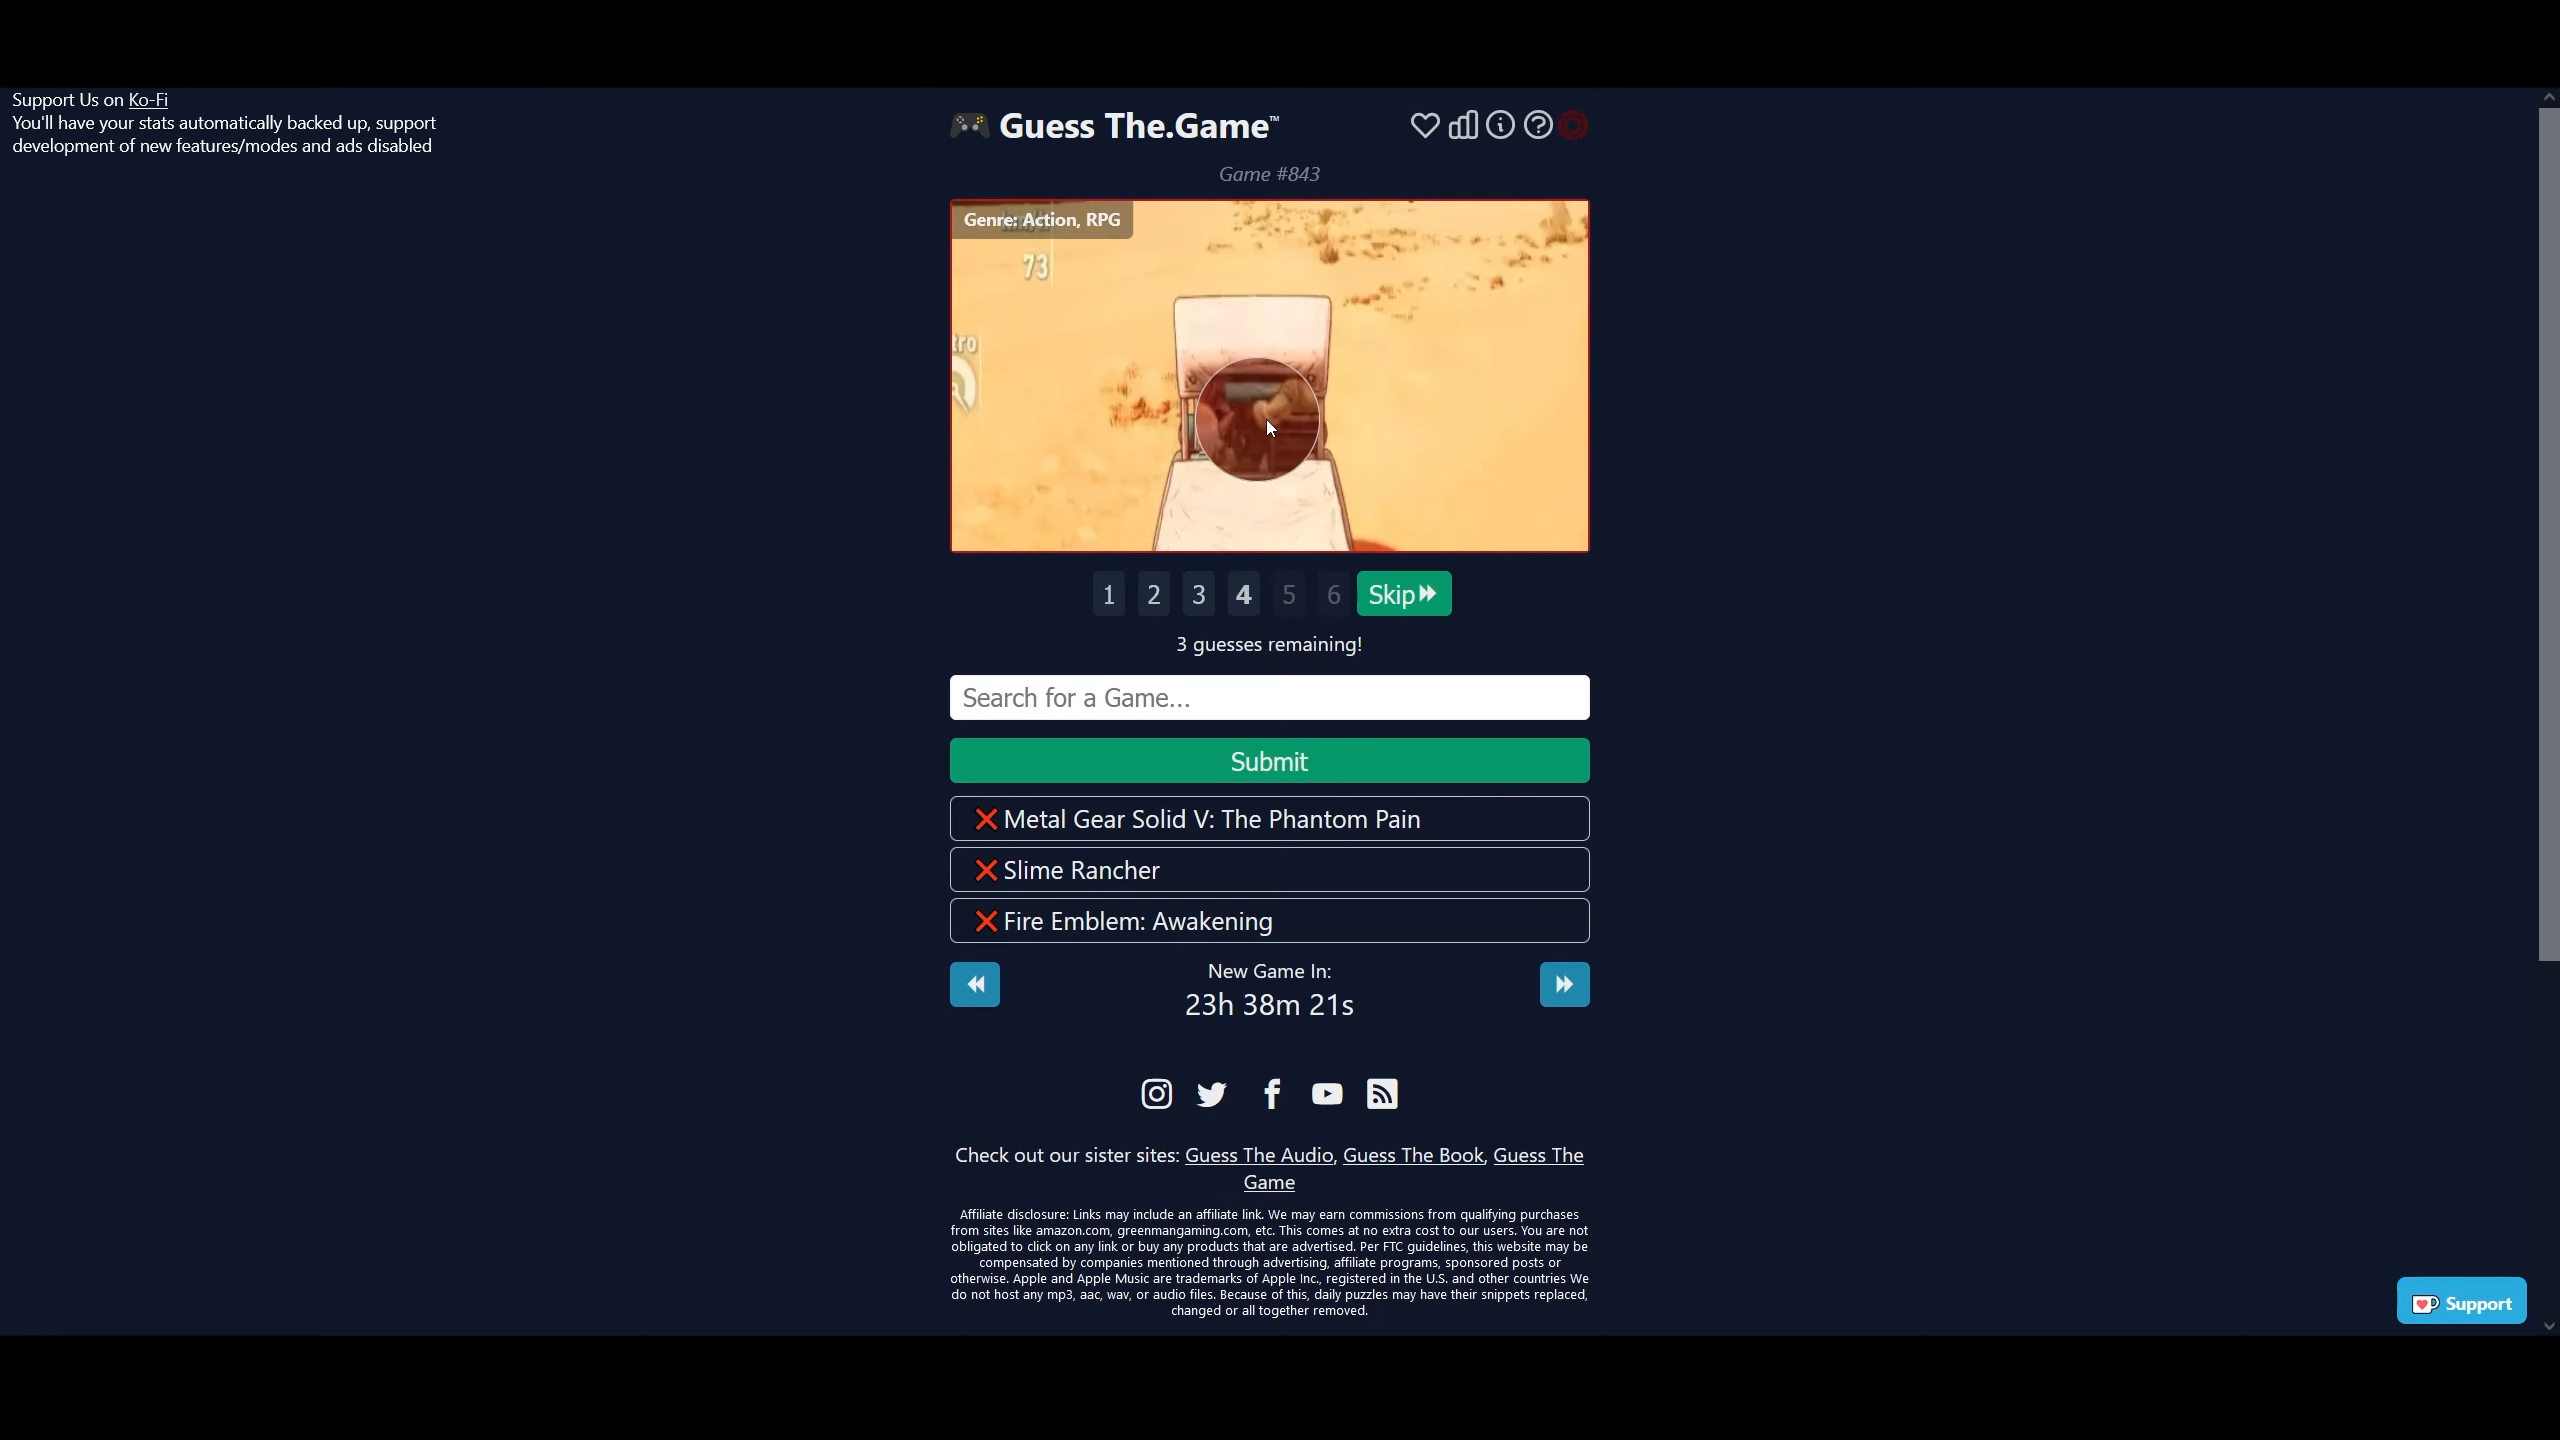 Support Us on Ko-Fi
You'll have your stats automatically backed up, support
development of new features/modes and ads disabled
Guess The.Game™
Game #843
Genre: Action, RPG
73
tro
1 2 3 4 5 6 Skip
3 guesses remaining!
Search for a Game...
Submit
❌ Metal Gear Solid V: The Phantom Pain
❌ Slime Rancher
❌ Fire Emblem: Awakening
New Game In:
23h 38m 21s
Check out our sister sites: Guess The Audio, Guess The Book, Guess The
Game
Affiliate disclosure: Links may include an affiliate link. We may earn commissions from qualifying purchases
from sites like amazon.com, greenmangaming.com, etc. This comes at no extra cost to our users. You are not
obligated to click on any link or buy any products that are advertised. Per FTC guidelines, this website may be
compensated by companies mentioned through advertising, affiliate programs, sponsored posts or
otherwise. Apple and Apple Music are trademarks of Apple Inc., registered in the U.S. and other countries We
do not host any mp3, aac, wav, or audio files. Because of this, daily puzzles may have their snippets replaced,
changed or all together removed.
Support